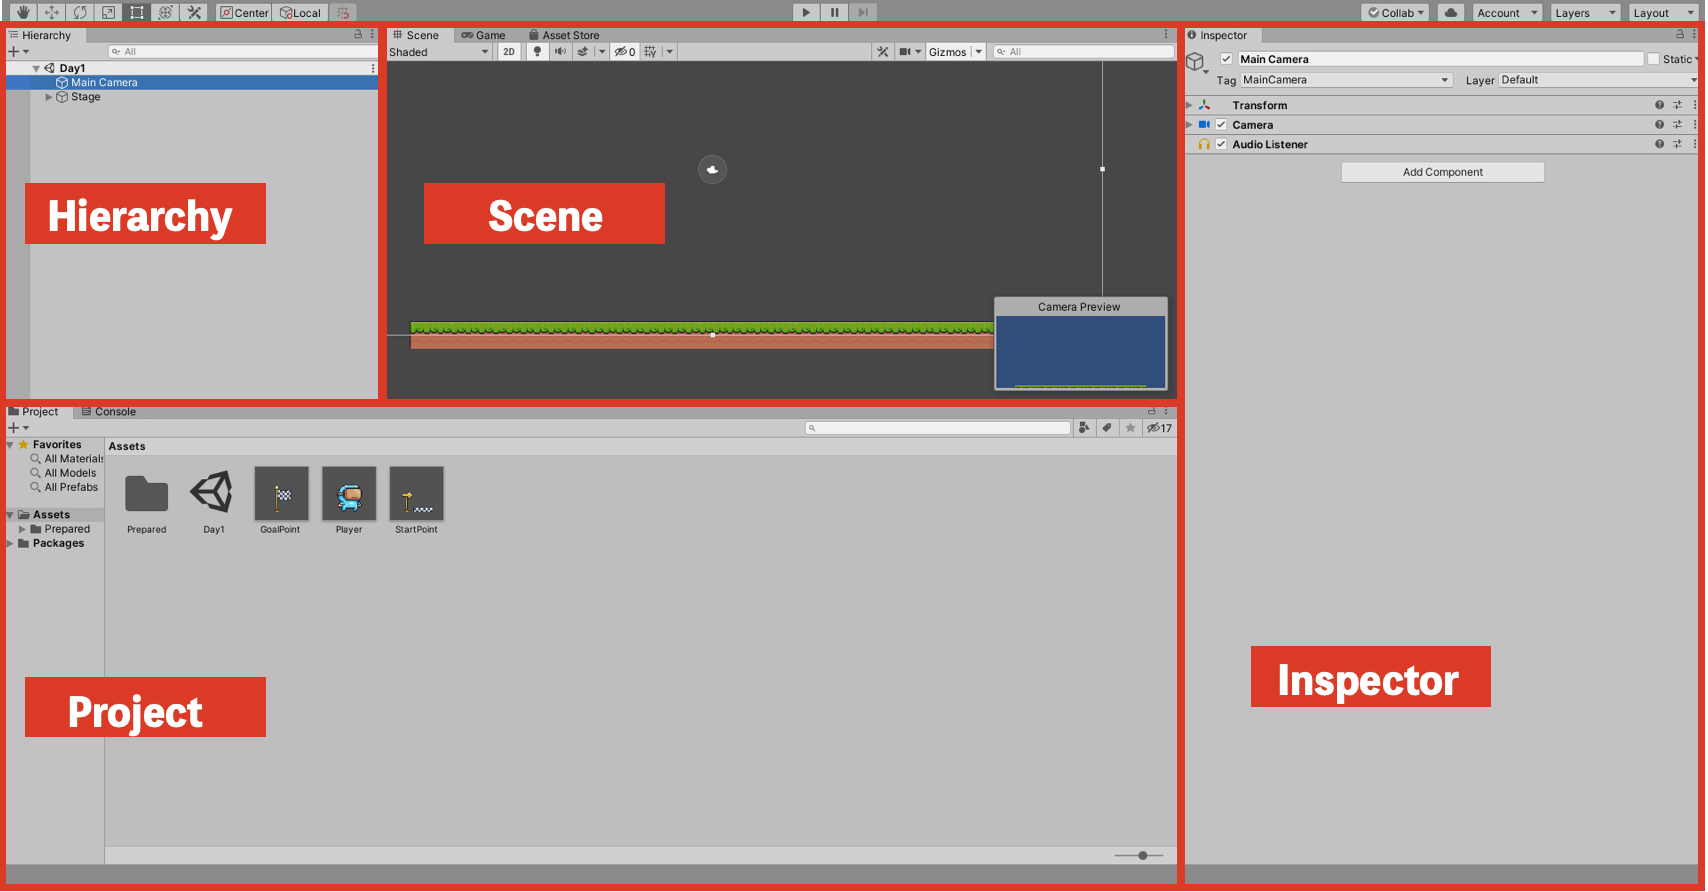 Center Local
Collab Account Layers Layout
Hierarchy
All
Day1
Main Camera
Stage
Hierarchy
Scene Game Asset Store
Shaded 2D 0 Gizmos All
Scene
Camera Preview
Inspector
Main Camera Static
Tag MainCamera Layer Default
Transform
Camera
Audio Listener
Add Component
Inspector
Project Console
17
Favorites
All Materials
All Models
All Prefabs
Assets
Prepared
Packages
Assets
Prepared Day1 GoalPoint Player StartPoint
Project